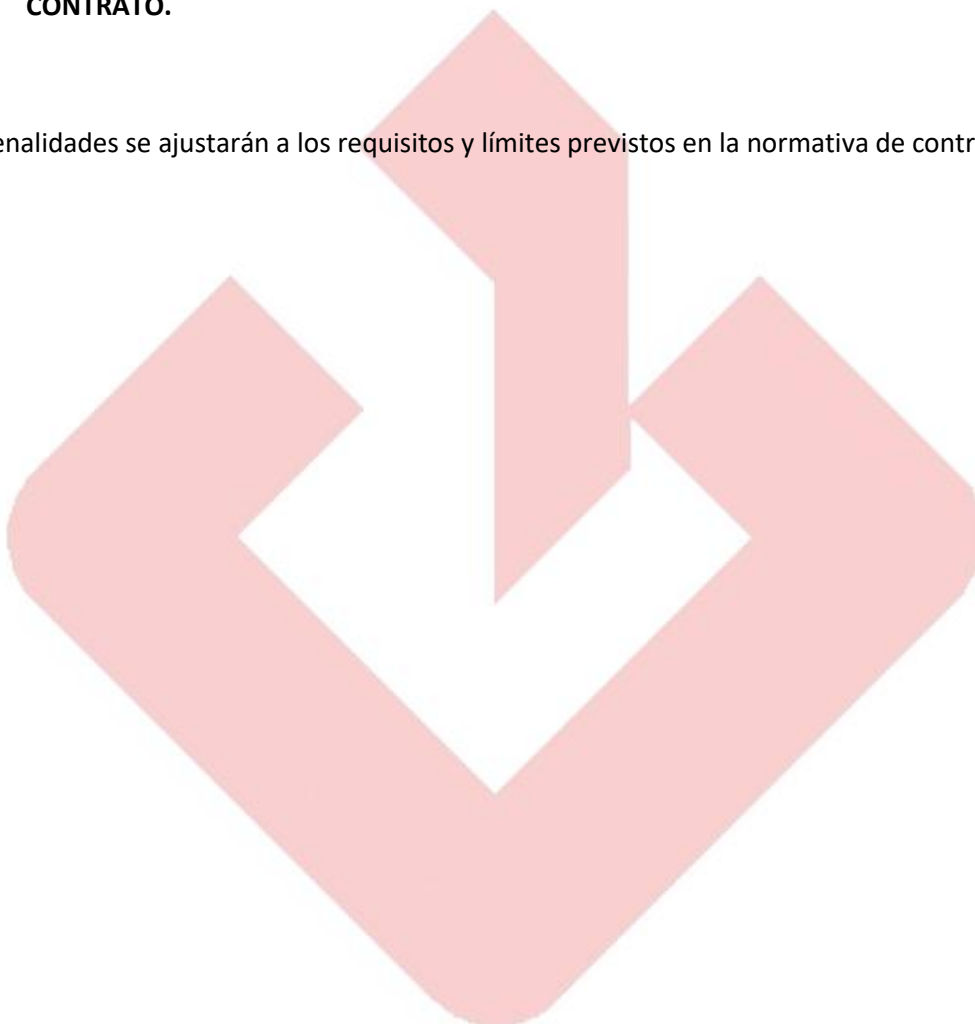 CONTRATO.
enalidades se ajustarán a los requisitos y límites previstos en la normativa de contr